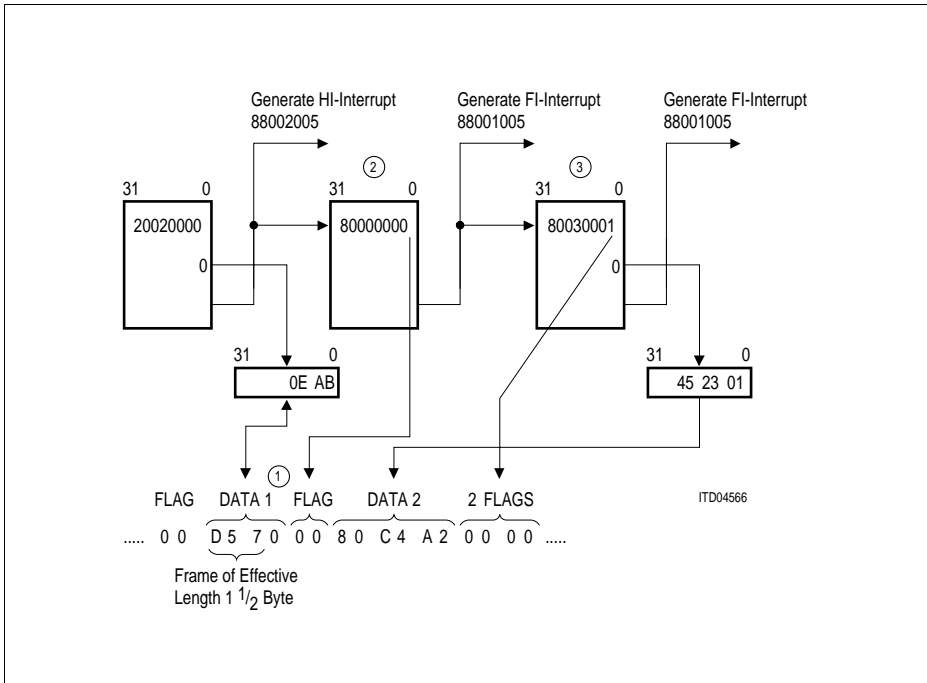 Generate HI-Interrupt Generate FI-Interrupt Generate FI-Interrupt
88002005 88001005 88001005
② ③
31 0 31 0 31 0
20020000 80000000 80030001
0 0
31 0 31 0
0E AB 45 23 01
①
FLAG DATA 1 FLAG DATA 2 2 FLAGS ITD04566
..... 0 0 D 5 7 0 0 0 8 0 C 4 A 2 0 0 0 0 .....
Frame of Effective
Length 1 1/2 Byte